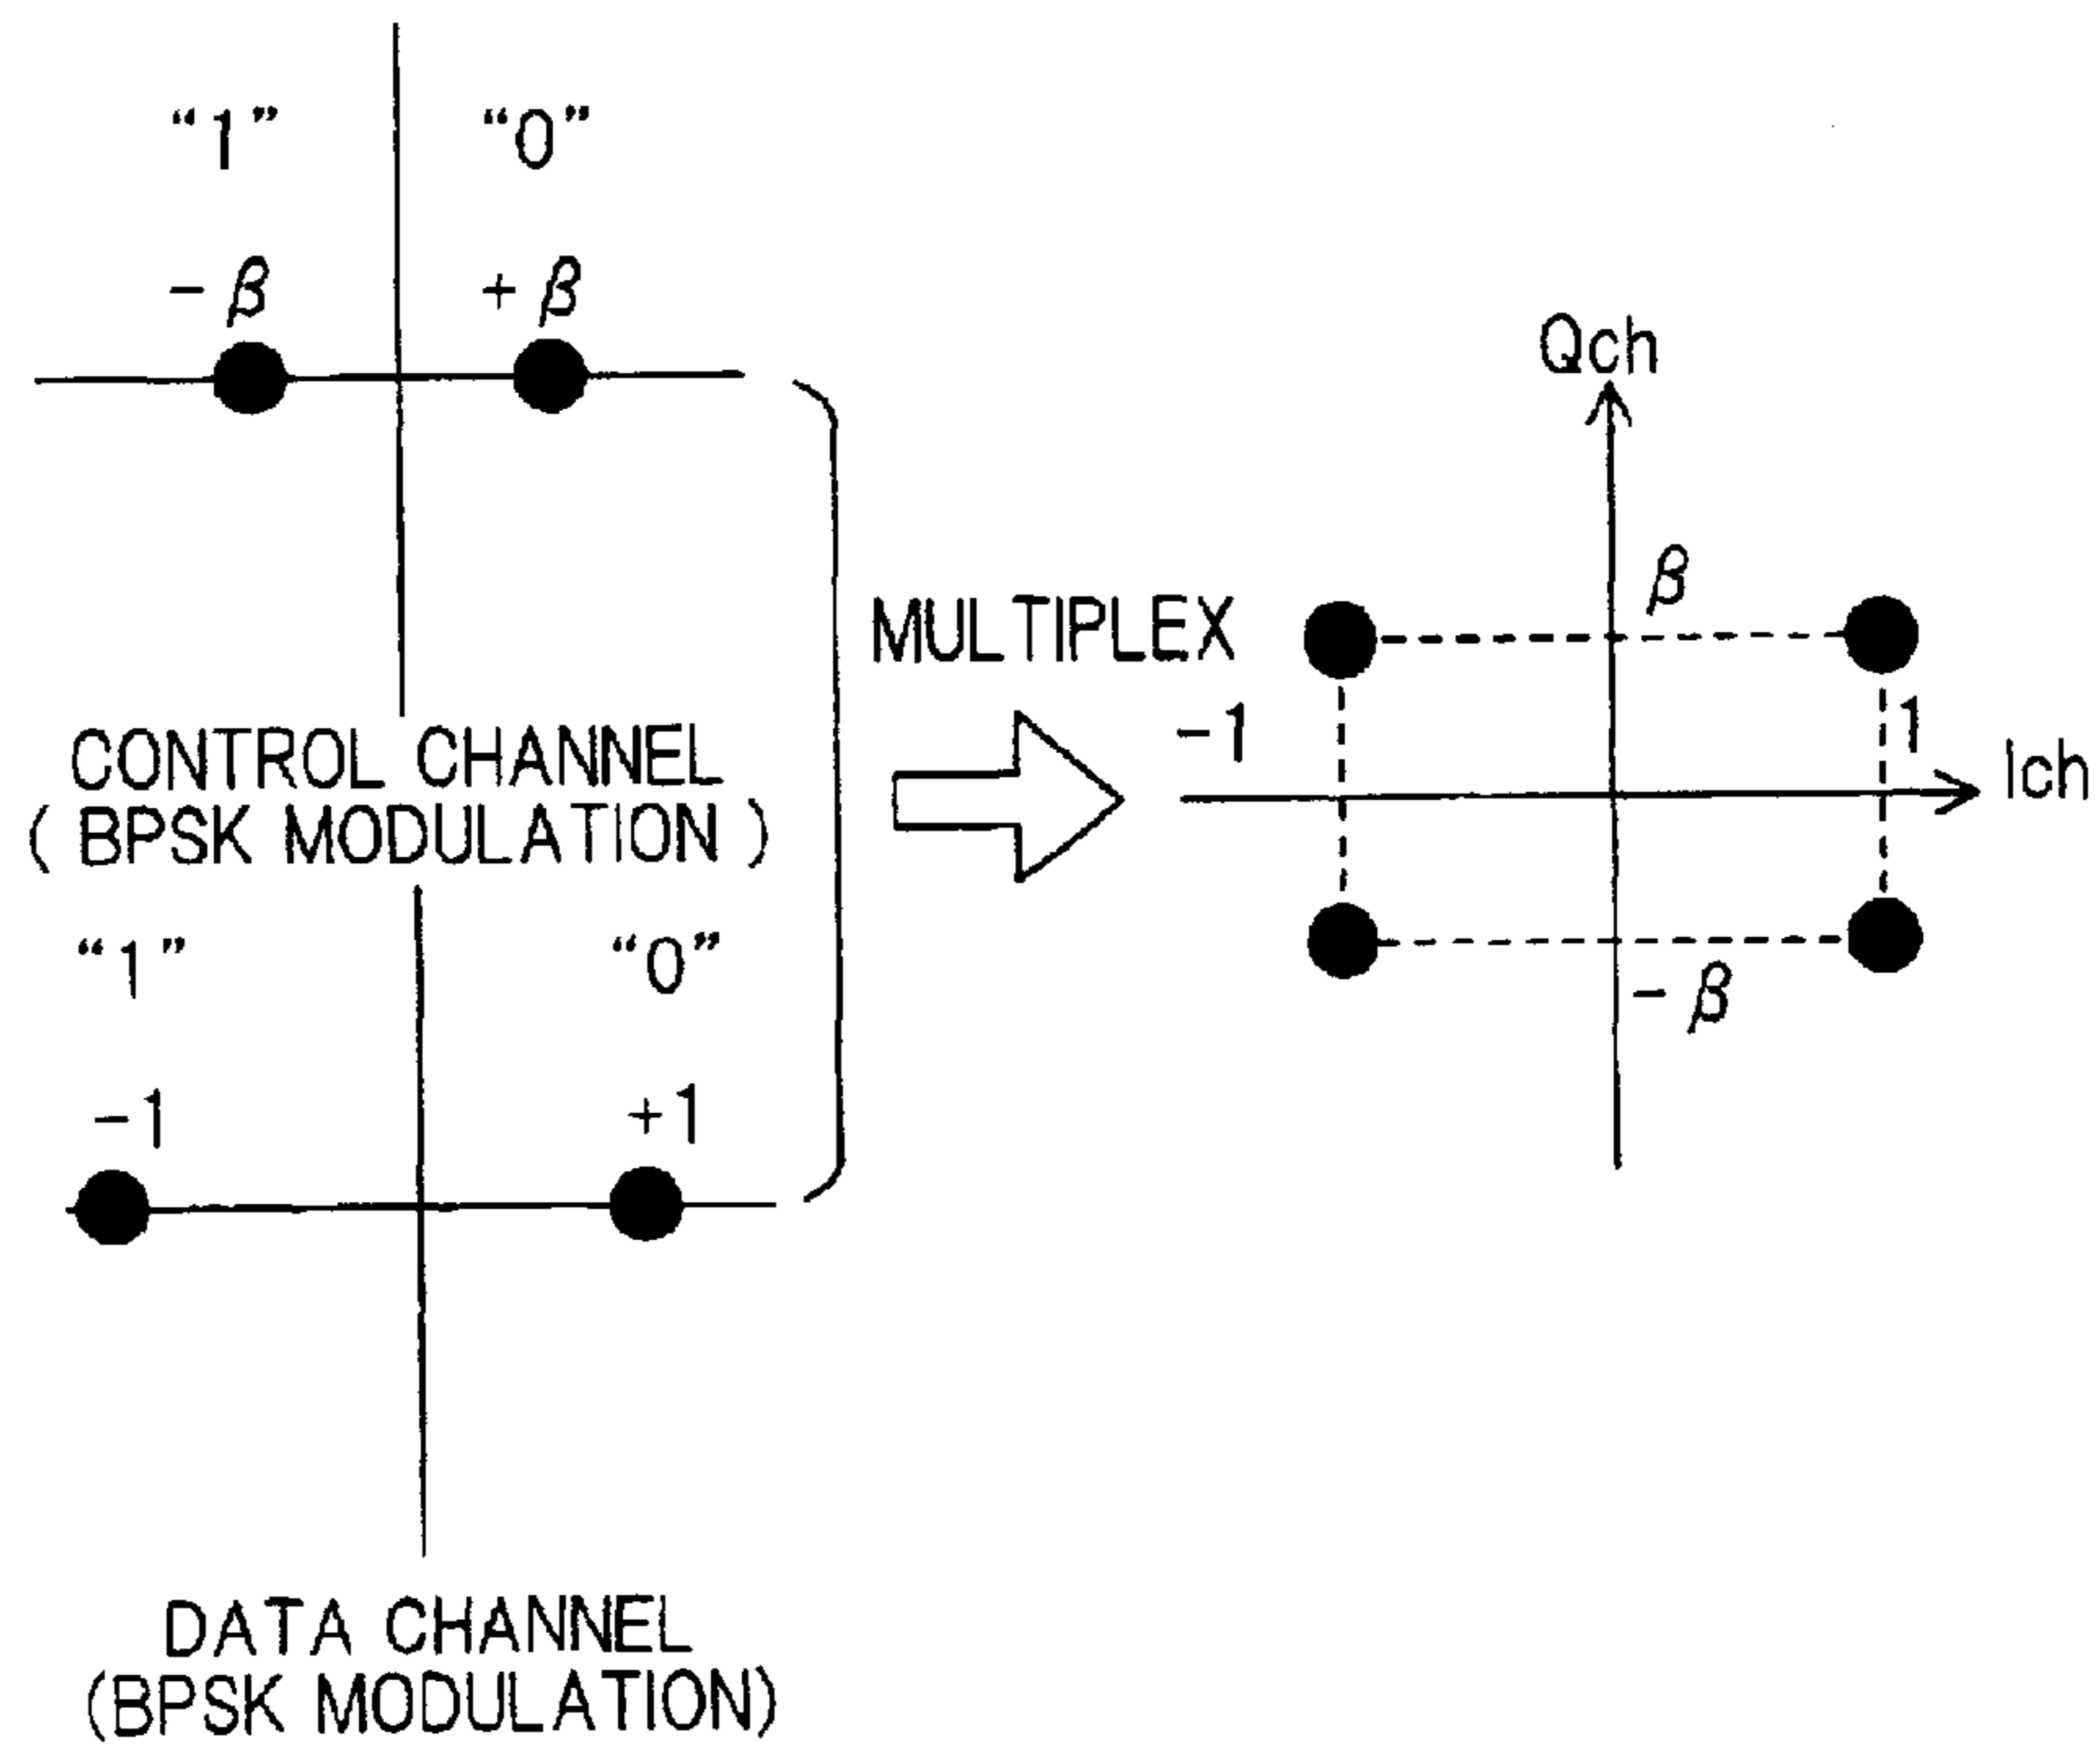 “1” “0”
- β + β
CONTROL CHANNEL
( BPSK MODULATION )
“1” “0”
-1 +1
DATA CHANNEL
(BPSK MODULATION)
MULTIPLEX
Qch
β
-1 1
Ich
- β